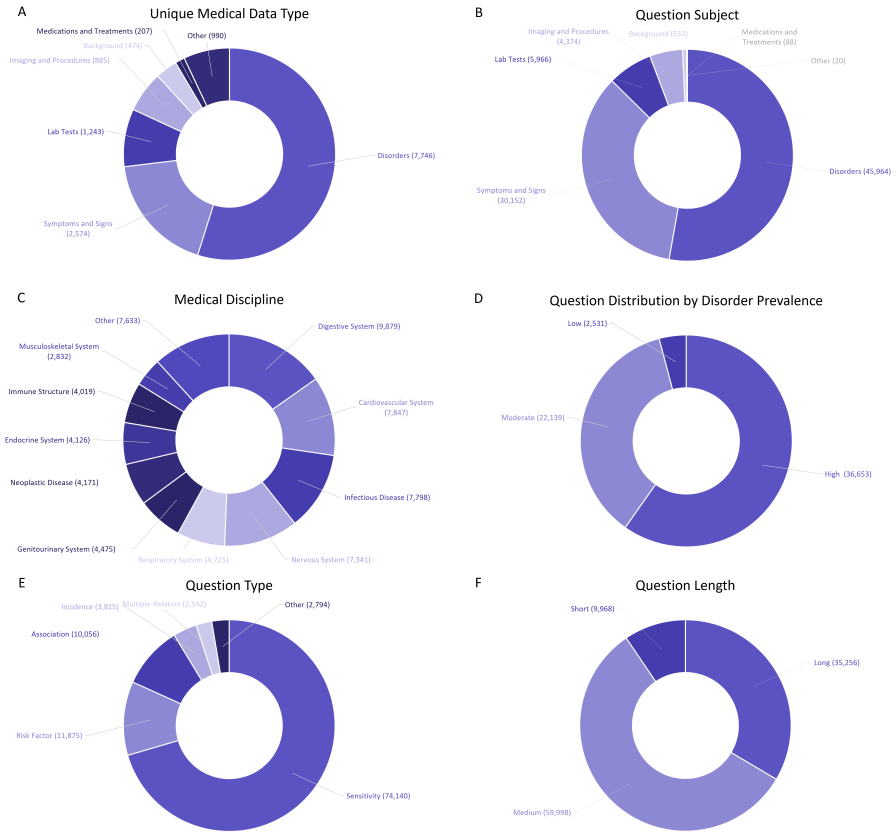 A
Unique Medical Data Type
Medications and Treatments (207)
Other (990)
Background (474)
Imaging and Procedures (885)
Lab Tests (1,243)
Disorders (7,746)
Symptoms and Signs
(2,574)
B
Question Subject
Imaging and Procedures
(4,374)
Background (532)
Medications and
Treatments (88)
Lab Tests (5,966)
Other (20)
Disorders (45,964)
Symptoms and Signs
(30,152)
C
Medical Discipline
Other (7,633)
Digestive System (9,879)
Musculoskeletal System
(2,832)
Immune Structure (4,019)
Cardiovascular System
(7,847)
Endocrine System (4,126)
Neoplastic Disease (4,171)
Infectious Disease (7,798)
Genitourinary System (4,475)
Respiratory System (4,725)
Nervous System (7,341)
D
Question Distribution by Disorder Prevalence
Low (2,531)
Moderate (22,139)
High (36,653)
E
Question Type
Incidence (3,815)
Multiple-Relation (2,542)
Other (2,794)
Association (10,056)
Risk Factor (11,875)
Sensitivity (74,140)
F
Question Length
Short (9,968)
Long (35,256)
Medium (59,998)